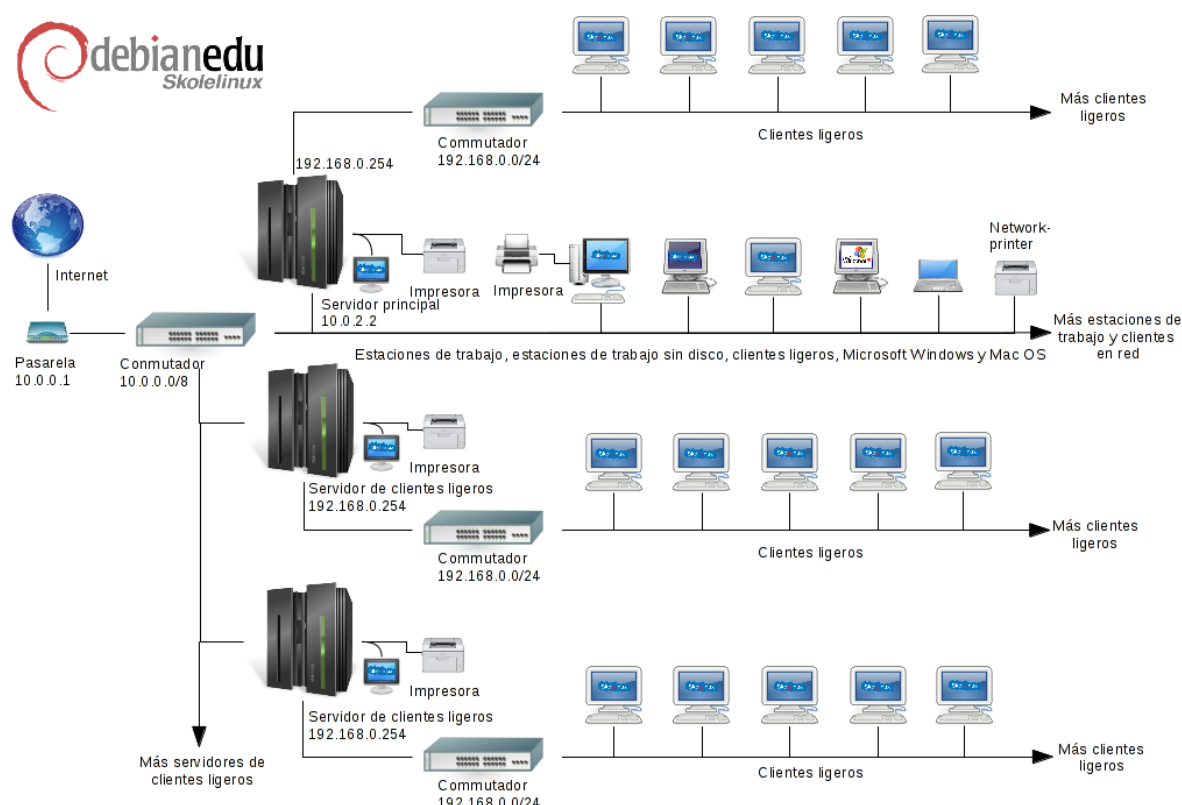 debianedu
Skolelinux
Commutador
192.168.0.0/24
Clientes ligeros
Más clientes
ligeros
192.168.0.254
Internet
Impresora
Impresora
Network-
printer
Servidor principal
10.0.2.2
Pasarela
10.0.0.1
Commutador
10.0.0.0/8
Estaciones de trabajo, estaciones de trabajo sin disco, clientes ligeros, Microsoft Windows y Mac OS
Más estaciones de
trabajo y clientes
en red
Impresora
Servidor de clientes ligeros
192.168.0.254
Commutador
192.168.0.0/24
Clientes ligeros
Más clientes
ligeros
Impresora
Servidor de clientes ligeros
192.168.0.254
Más servidores de
clientes ligeros
Commutador
192.168.0.0/24
Clientes ligeros
Más clientes
ligeros